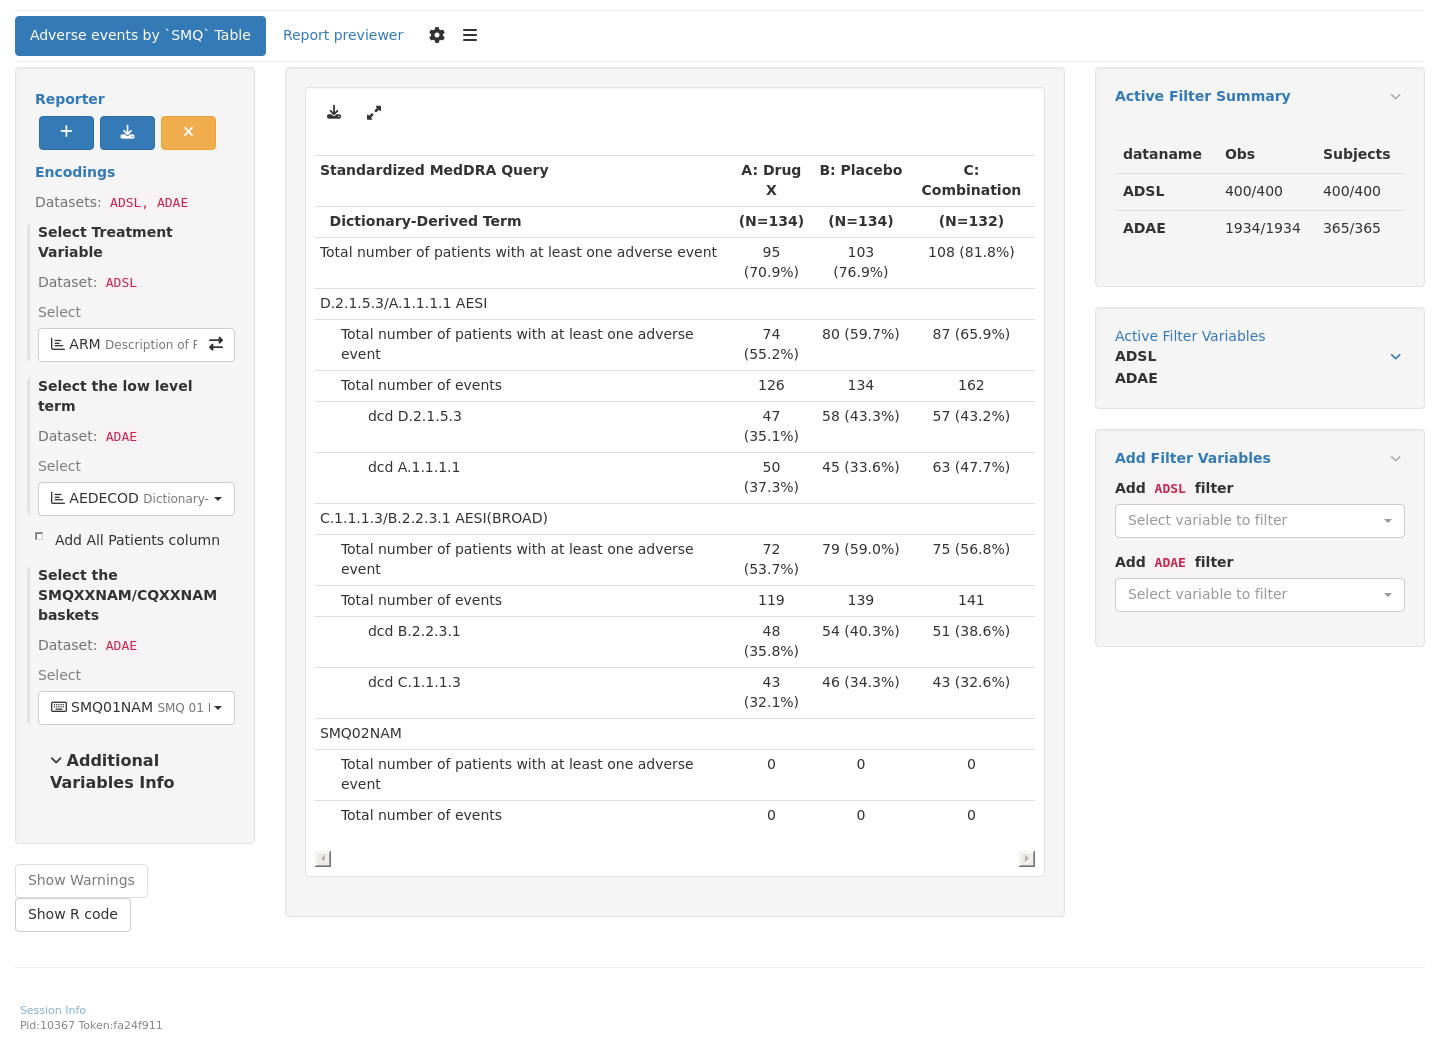 Adverse events by `SMQ` Table
Report previewer
Reporter
Encodings
Datasets: ADSL, ADAE
Select Treatment
Variable
Dataset: ADSL
Select
ARM Description of P
Select the low level
term
Dataset: ADAE
Select
AEDECOD Dictionary-
Add All Patients column
Select the
SMQXXNAM/CQXXNAM
baskets
Dataset: ADAE
Select
SMQ01NAM SMQ 01
Additional
Variables Info
Show Warnings
Show R code
Standardized MedDRA Query A: Drug B: Placebo C:
X Combination
Dictionary-Derived Term (N=134) (N=134) (N=132)
Total number of patients with at least one adverse event 95 103 108 (81.8%)
(70.9%) (76.9%)
D.2.1.5.3/A.1.1.1.1 AESI
Total number of patients with at least one adverse 74 80 (59.7%) 87 (65.9%)
event (55.2%)
Total number of events 126 134 162
dcd D.2.1.5.3 47 58 (43.3%) 57 (43.2%)
(35.1%)
dcd A.1.1.1.1 50 45 (33.6%) 63 (47.7%)
(37.3%)
C.1.1.1.3/B.2.2.3.1 AESI(BROAD)
Total number of patients with at least one adverse 72 79 (59.0%) 75 (56.8%)
event (53.7%)
Total number of events 119 139 141
dcd B.2.2.3.1 48 54 (40.3%) 51 (38.6%)
(35.8%)
dcd C.1.1.1.3 43 46 (34.3%) 43 (32.6%)
(32.1%)
SMQ02NAM
Total number of patients with at least one adverse 0 0 0
event
Total number of events 0 0 0
Active Filter Summary
dataname Obs Subjects
ADSL 400/400 400/400
ADAE 1934/1934 365/365
Active Filter Variables
ADSL
ADAE
Add Filter Variables
Add ADSL filter
Select variable to filter
Add ADAE filter
Select variable to filter
Session Info
Pid:10367 Token:fa24f911